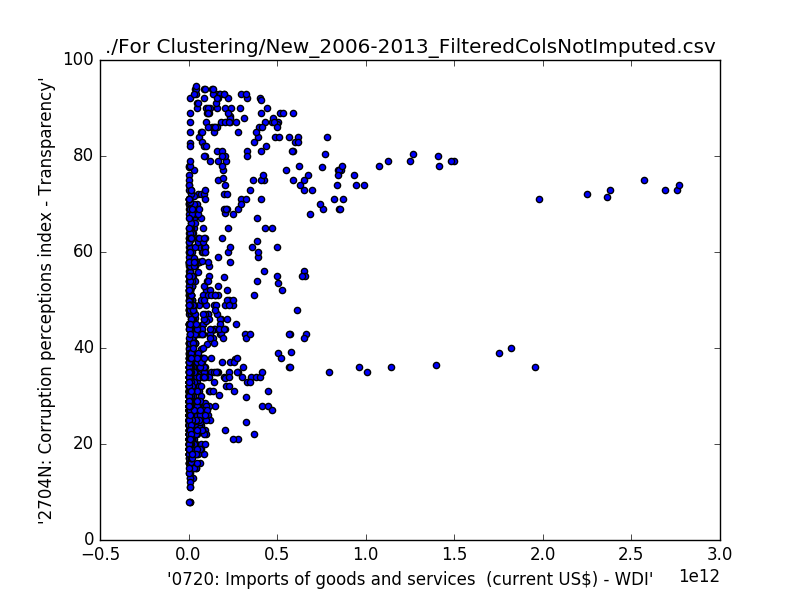 ./For Clustering/New_2006-2013_FilteredColsNotImputed.csv
100
80
60
40
20
0
'2704N: Corruption perceptions index - Transparency'
−0.5 0.0 0.5 1.0 1.5 2.0 2.5 3.0
1e12
'0720: Imports of goods and services  (current US$) - WDI'